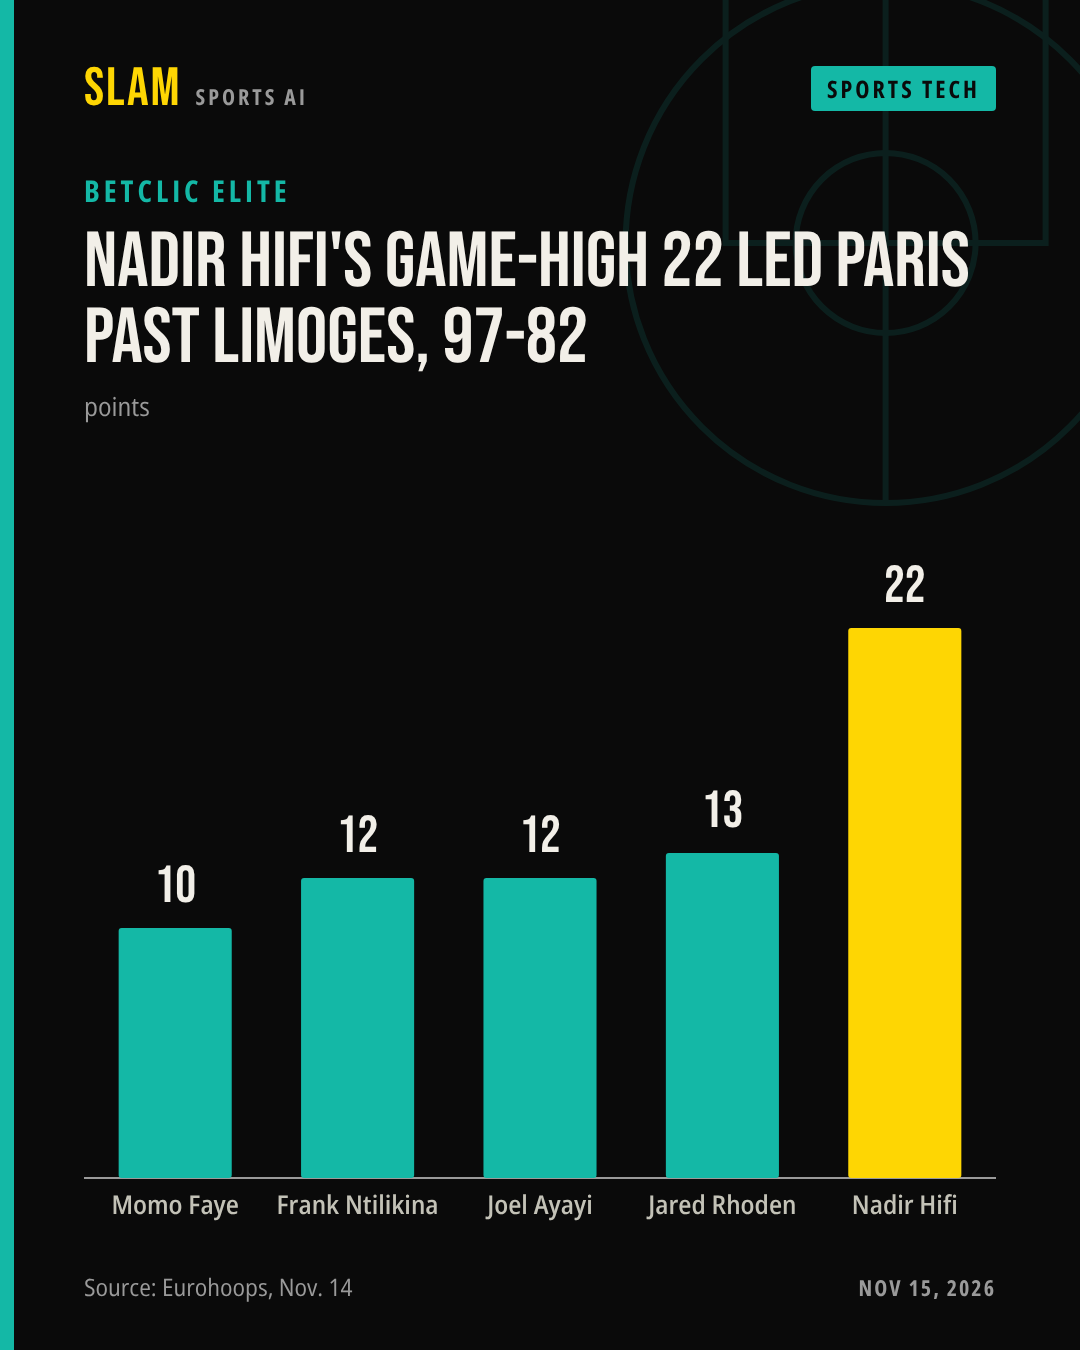 SLAM SPORTS AI
SPORTS TECH
BETCLIC ELITE
NADIR HIFI'S GAME-HIGH 22 LED PARIS
PAST LIMOGES, 97-82
points
22
13
12
12
10
Momo Faye
Frank Ntilikina
Joel Ayayi
Jared Rhoden
Nadir Hifi
Source: Eurohoops, Nov. 14
NOV 15, 2026